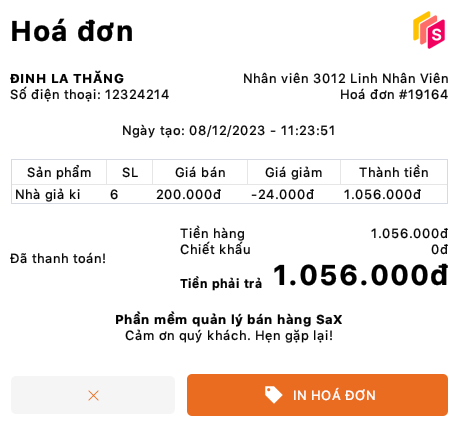 Hoá đơn
S
ĐINH LA THĂNG
Nhân viên 3012 Linh Nhân Viên
Số điện thoại: 12324214
Hoá đơn #19164
Ngày tạo: 08/12/2023 - 11:23:51
Sản phẩm SL Giá bán Giá giảm Thành tiền
Nhà giả ki 6 200.000đ -24.000đ 1.056.000đ
Tiền hàng 1.056.000đ
Chiết khấu 0đ
Đã thanh toán!
Tiền phải trả 1.056.000đ
Phần mềm quản lý bán hàng SaX
Cảm ơn quý khách. Hẹn gặp lại!
IN HOÁ ĐƠN